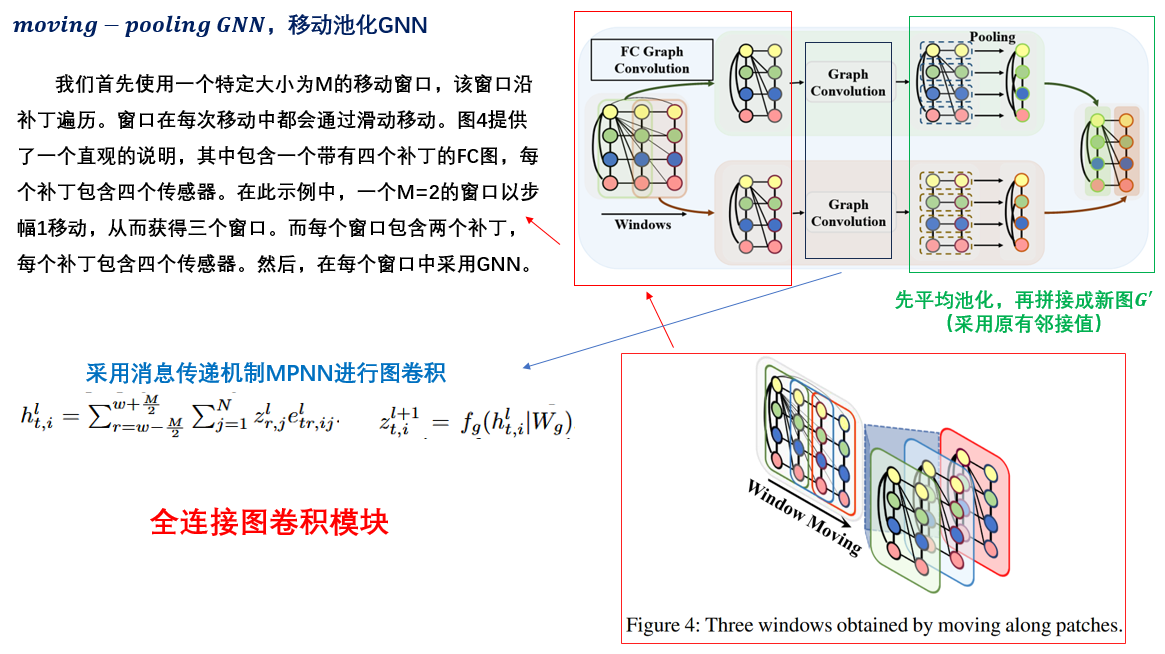 moving − pooling GNN，移动池化GNN
我们首先使用一个特定大小为M的移动窗口，该窗口沿
补丁遍历。窗口在每次移动中都会通过滑动移动。图4提供
了一个直观的说明，其中包含一个带有四个补丁的FC图，每
个补丁包含四个传感器。在此示例中，一个M=2的窗口以步
幅1移动，从而获得三个窗口。而每个窗口包含两个补丁，
每个补丁包含四个传感器。然后，在每个窗口中采用GNN。
FC Graph
Convolution
Windows
Graph
Convolution
Graph
Convolution
Pooling
先平均池化，再拼接成新图G′
（采用原有邻接值）
采用消息传递机制MPNN进行图卷积
h^l_{t,i} = ∑^{w+M/2}_{r=w−M/2} ∑^N_{j=1} z^l_{r,j} e^l_{tr,ij}.
z^{l+1}_{t,i} = f_g(h^l_{t,i}|W_g)
全连接图卷积模块
Window Moving
Figure 4: Three windows obtained by moving along patches.